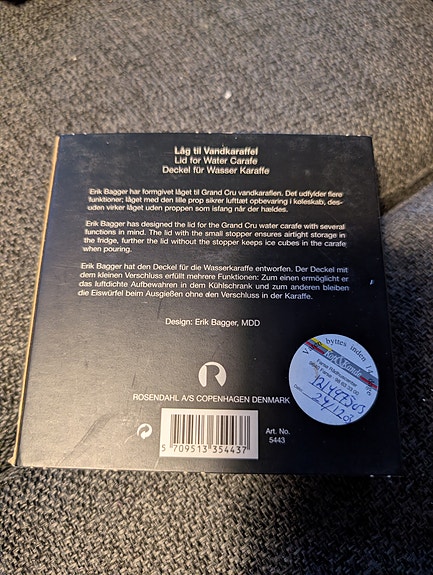 Låg til Vandkaraffel
Lid for Water Carafe
Deckel für Wasser Karaffe
Erik Bagger har formgivet låget til Grand Cru vandkaraflen. Det udfylder flere
funktioner; låget med den lille prop sikrer lufttæt opbevaring i køleskab, des-
uden virker låget uden proppen som isfang når der hældes.
Erik Bagger has designed the lid for the Grand Cru water carafe with several
functions in mind. The lid with the small stopper ensures airtight storage in
the fridge, further the lid without the stopper keeps ice cubes in the carafe
when pouring.
Erik Bagger hat den Deckel für die Wasserkaraffe entworfen. Der Deckel mit
dem kleinen Verschluss erfüllt mehrere Funktionen: Zum einen ermöglicht er
das luftdichte Aufbewahren in dem Kühlschrank und zum anderen bleiben
die Eiswürfel beim Ausgießen ohne den Verschluss in der Karaffe.
Design: Erik Bagger, MDD
ROSENDAHL A/S COPENHAGEN DENMARK
Art. No.
5443
5 709513 354437
byttes inden